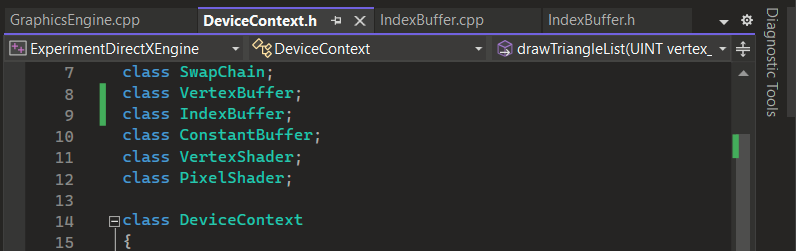 GraphicsEngine.cpp DeviceContext.h IndexBuffer.cpp IndexBuffer.h
ExperimentDirectXEngine DeviceContext drawTriangleList(UINT vertex_
7 class SwapChain;
8 class VertexBuffer;
9 class IndexBuffer;
10 class ConstantBuffer;
11 class VertexShader;
12 class PixelShader;
13
14 class DeviceContext
15 {
Diagnostic Tools